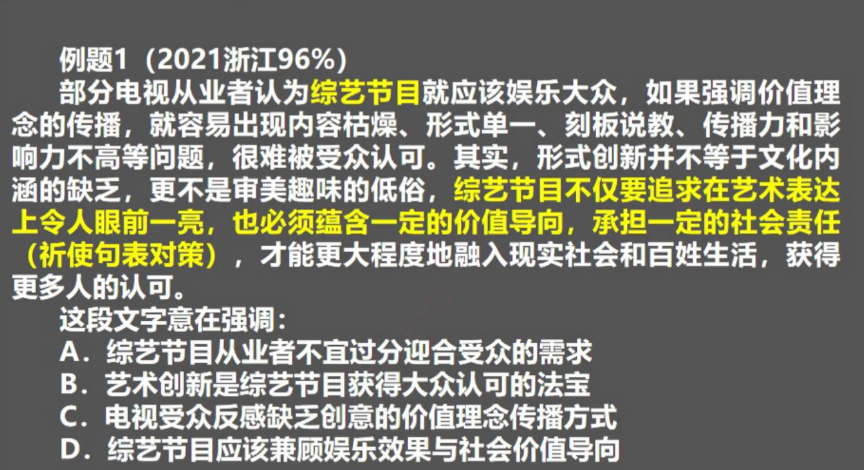 例题1（2021浙江96%）
部分电视从业者认为综艺节目就应该娱乐大众，如果强调价值理
念的传播，就容易出现内容枯燥、形式单一、刻板说教、传播力和影
响力不高等问题，很难被受众认可。其实，形式创新并不等于文化内
涵的缺乏，更不是审美趣味的低俗，综艺节目不仅要追求在艺术表达
上令人眼前一亮，也必须蕴含一定的价值导向，承担一定的社会责任
（祈使句表对策），才能更大程度地融入现实社会和百姓生活，获得
更多人的认可。
这段文字意在强调：
A．综艺节目从业者不宜过分迎合受众的需求
B．艺术创新是综艺节目获得大众认可的法宝
C．电视受众反感缺乏创意的价值理念传播方式
D．综艺节目应该兼顾娱乐效果与社会价值导向